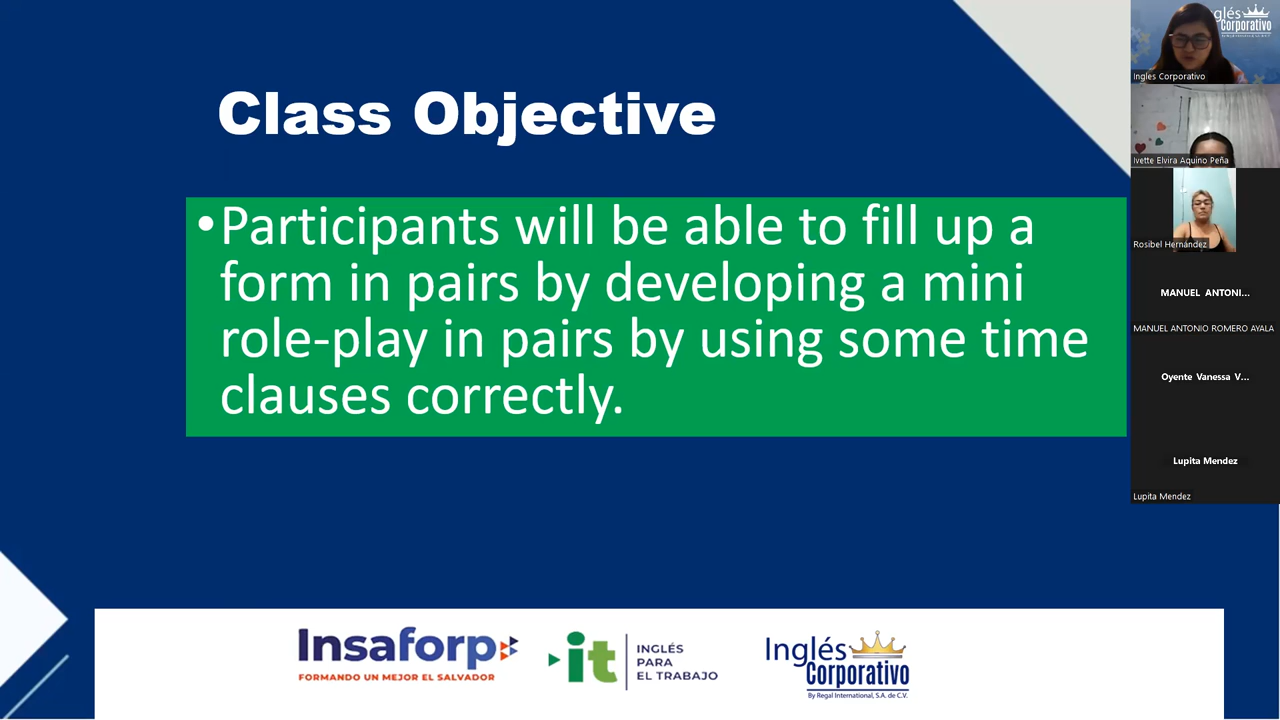 Class Objective
•Participants will be able to fill up a
form in pairs by developing a mini
role-play in pairs by using some time
clauses correctly.
Insaforp
FORMANDO UN MEJOR EL SALVADOR
it
INGLÉS
PARA
EL TRABAJO
Inglés
Corporativo
By Regal International, S.A. de C.V.
glés
Corporativo
Ingles Corporativo
Ivette Elvira Aquino Peña
Rosibel Hernández
MANUEL ANTONI...
MANUEL ANTONIO ROMERO AYALA
Oyente Vanessa V...
Lupita Mendez
Lupita Mendez